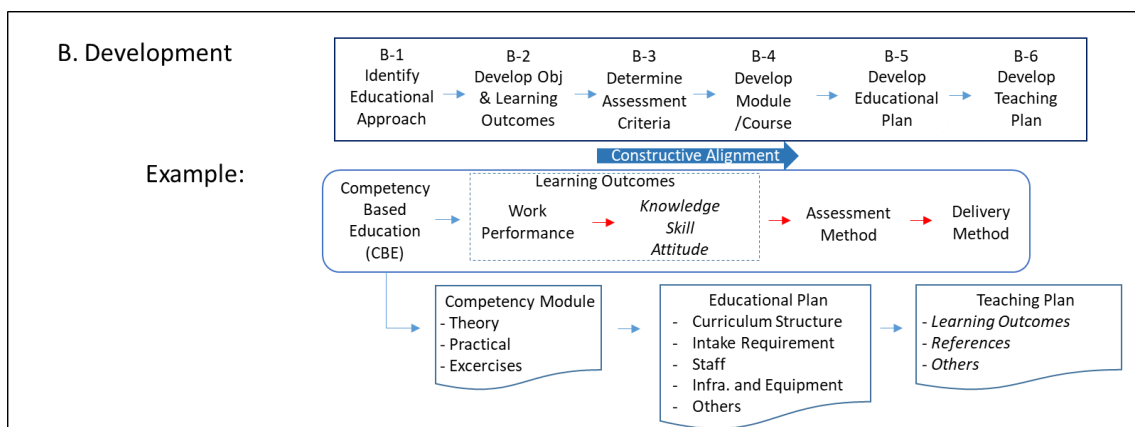 B. Development
B-1
Identify
Educational
Approach
B-2
Develop Obj
& Learning
Outcomes
B-3
Determine
Assessment
Criteria
B-4
Develop
Module
/Course
B-5
Develop
Educational
Plan
B-6
Develop
Teaching
Plan
Constructive Alignment
Example:
Competency
Based
Education
(CBE)
Learning Outcomes
Work
Performance
Knowledge
Skill
Attitude
Assessment
Method
Delivery
Method
Competency Module
- Theory
- Practical
- Excercises
Educational Plan
- Curriculum Structure
- Intake Requirement
- Staff
- Infra. and Equipment
- Others
Teaching Plan
- Learning Outcomes
- References
- Others